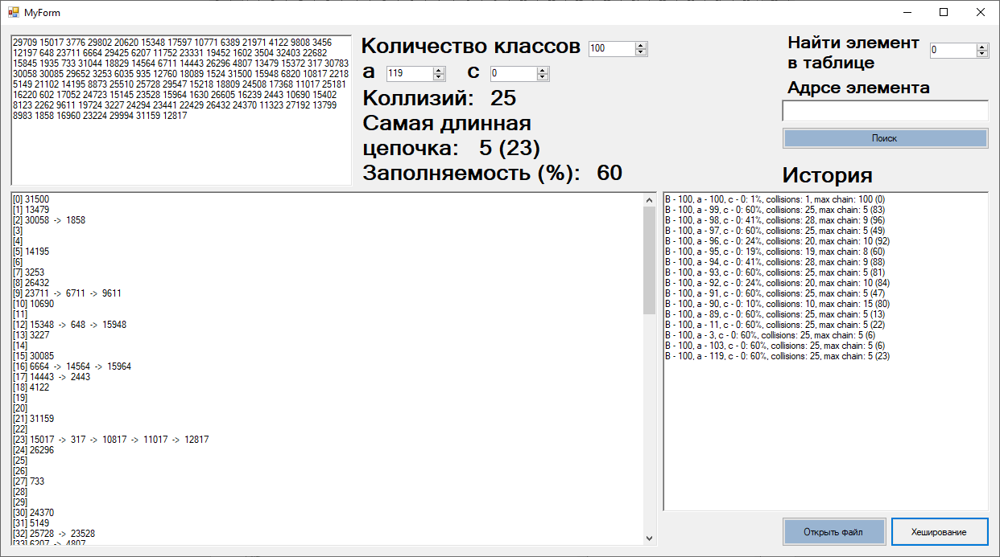 MyForm
29709 15017 3776 29802 20620 15348 17597 10771 6389 21971 4122 9808 3456
12197 648 23711 6664 29425 6207 11752 23331 19452 1602 3504 32403 22682
15845 1935 733 31044 18829 14564 6711 14443 26296 4807 13479 15372 317 30783
30058 30085 29652 3253 6035 935 12760 18089 1524 31500 15948 6820 10817 2218
5149 21102 14195 8873 25510 25728 29547 15218 18809 24508 17368 11017 25181
16220 602 17052 24723 15145 23528 15964 1630 26605 16239 2443 10690 15402
8123 2262 9611 19724 3227 24294 23441 22429 26432 24370 11323 27192 13799
8983 1858 16960 23224 29994 31159 12817
Количество классов 100
a 119 c 0
Коллизий: 25
Самая длинная
цепочка: 5 (23)
Заполняемость (%): 60
Найти элемент
в таблице
0
Адрсе элемента
Поиск
История
[0] 31500
[1] 13479
[2] 30058 -> 1858
[3]
[4]
[5] 14195
[6]
[7] 3253
[8] 26432
[9] 23711 -> 6711 -> 9611
[10] 10690
[11]
[12] 15348 -> 648 -> 15948
[13] 3227
[14]
[15] 30085
[16] 6664 -> 14564 -> 15964
[17] 14443 -> 2443
[18] 4122
[19]
[20]
[21] 31159
[22]
[23] 15017 -> 317 -> 10817 -> 11017 -> 12817
[24] 26296
[25]
[26]
[27] 733
[28]
[29]
[30] 24370
[31] 5149
[32] 25728 -> 23528
[33] 6207 -> 4807
B - 100, a - 100, c - 0: 1%, collisions: 1, max chain: 100 (0)
B - 100, a - 99, c - 0: 60%, collisions: 25, max chain: 5 (83)
B - 100, a - 98, c - 0: 41%, collisions: 28, max chain: 9 (96)
B - 100, a - 97, c - 0: 60%, collisions: 25, max chain: 5 (49)
B - 100, a - 96, c - 0: 24%, collisions: 20, max chain: 10 (92)
B - 100, a - 95, c - 0: 19%, collisions: 19, max chain: 8 (60)
B - 100, a - 94, c - 0: 41%, collisions: 28, max chain: 9 (88)
B - 100, a - 93, c - 0: 60%, collisions: 25, max chain: 5 (81)
B - 100, a - 92, c - 0: 24%, collisions: 20, max chain: 10 (84)
B - 100, a - 91, c - 0: 60%, collisions: 25, max chain: 5 (47)
B - 100, a - 90, c - 0: 10%, collisions: 10, max chain: 15 (80)
B - 100, a - 89, c - 0: 60%, collisions: 25, max chain: 5 (13)
B - 100, a - 11, c - 0: 60%, collisions: 25, max chain: 5 (22)
B - 100, a - 3, c - 0: 60%, collisions: 25, max chain: 5 (6)
B - 100, a - 103, c - 0: 60%, collisions: 25, max chain: 5 (6)
B - 100, a - 119, c - 0: 60%, collisions: 25, max chain: 5 (23)
Открыть файл
Хеширование